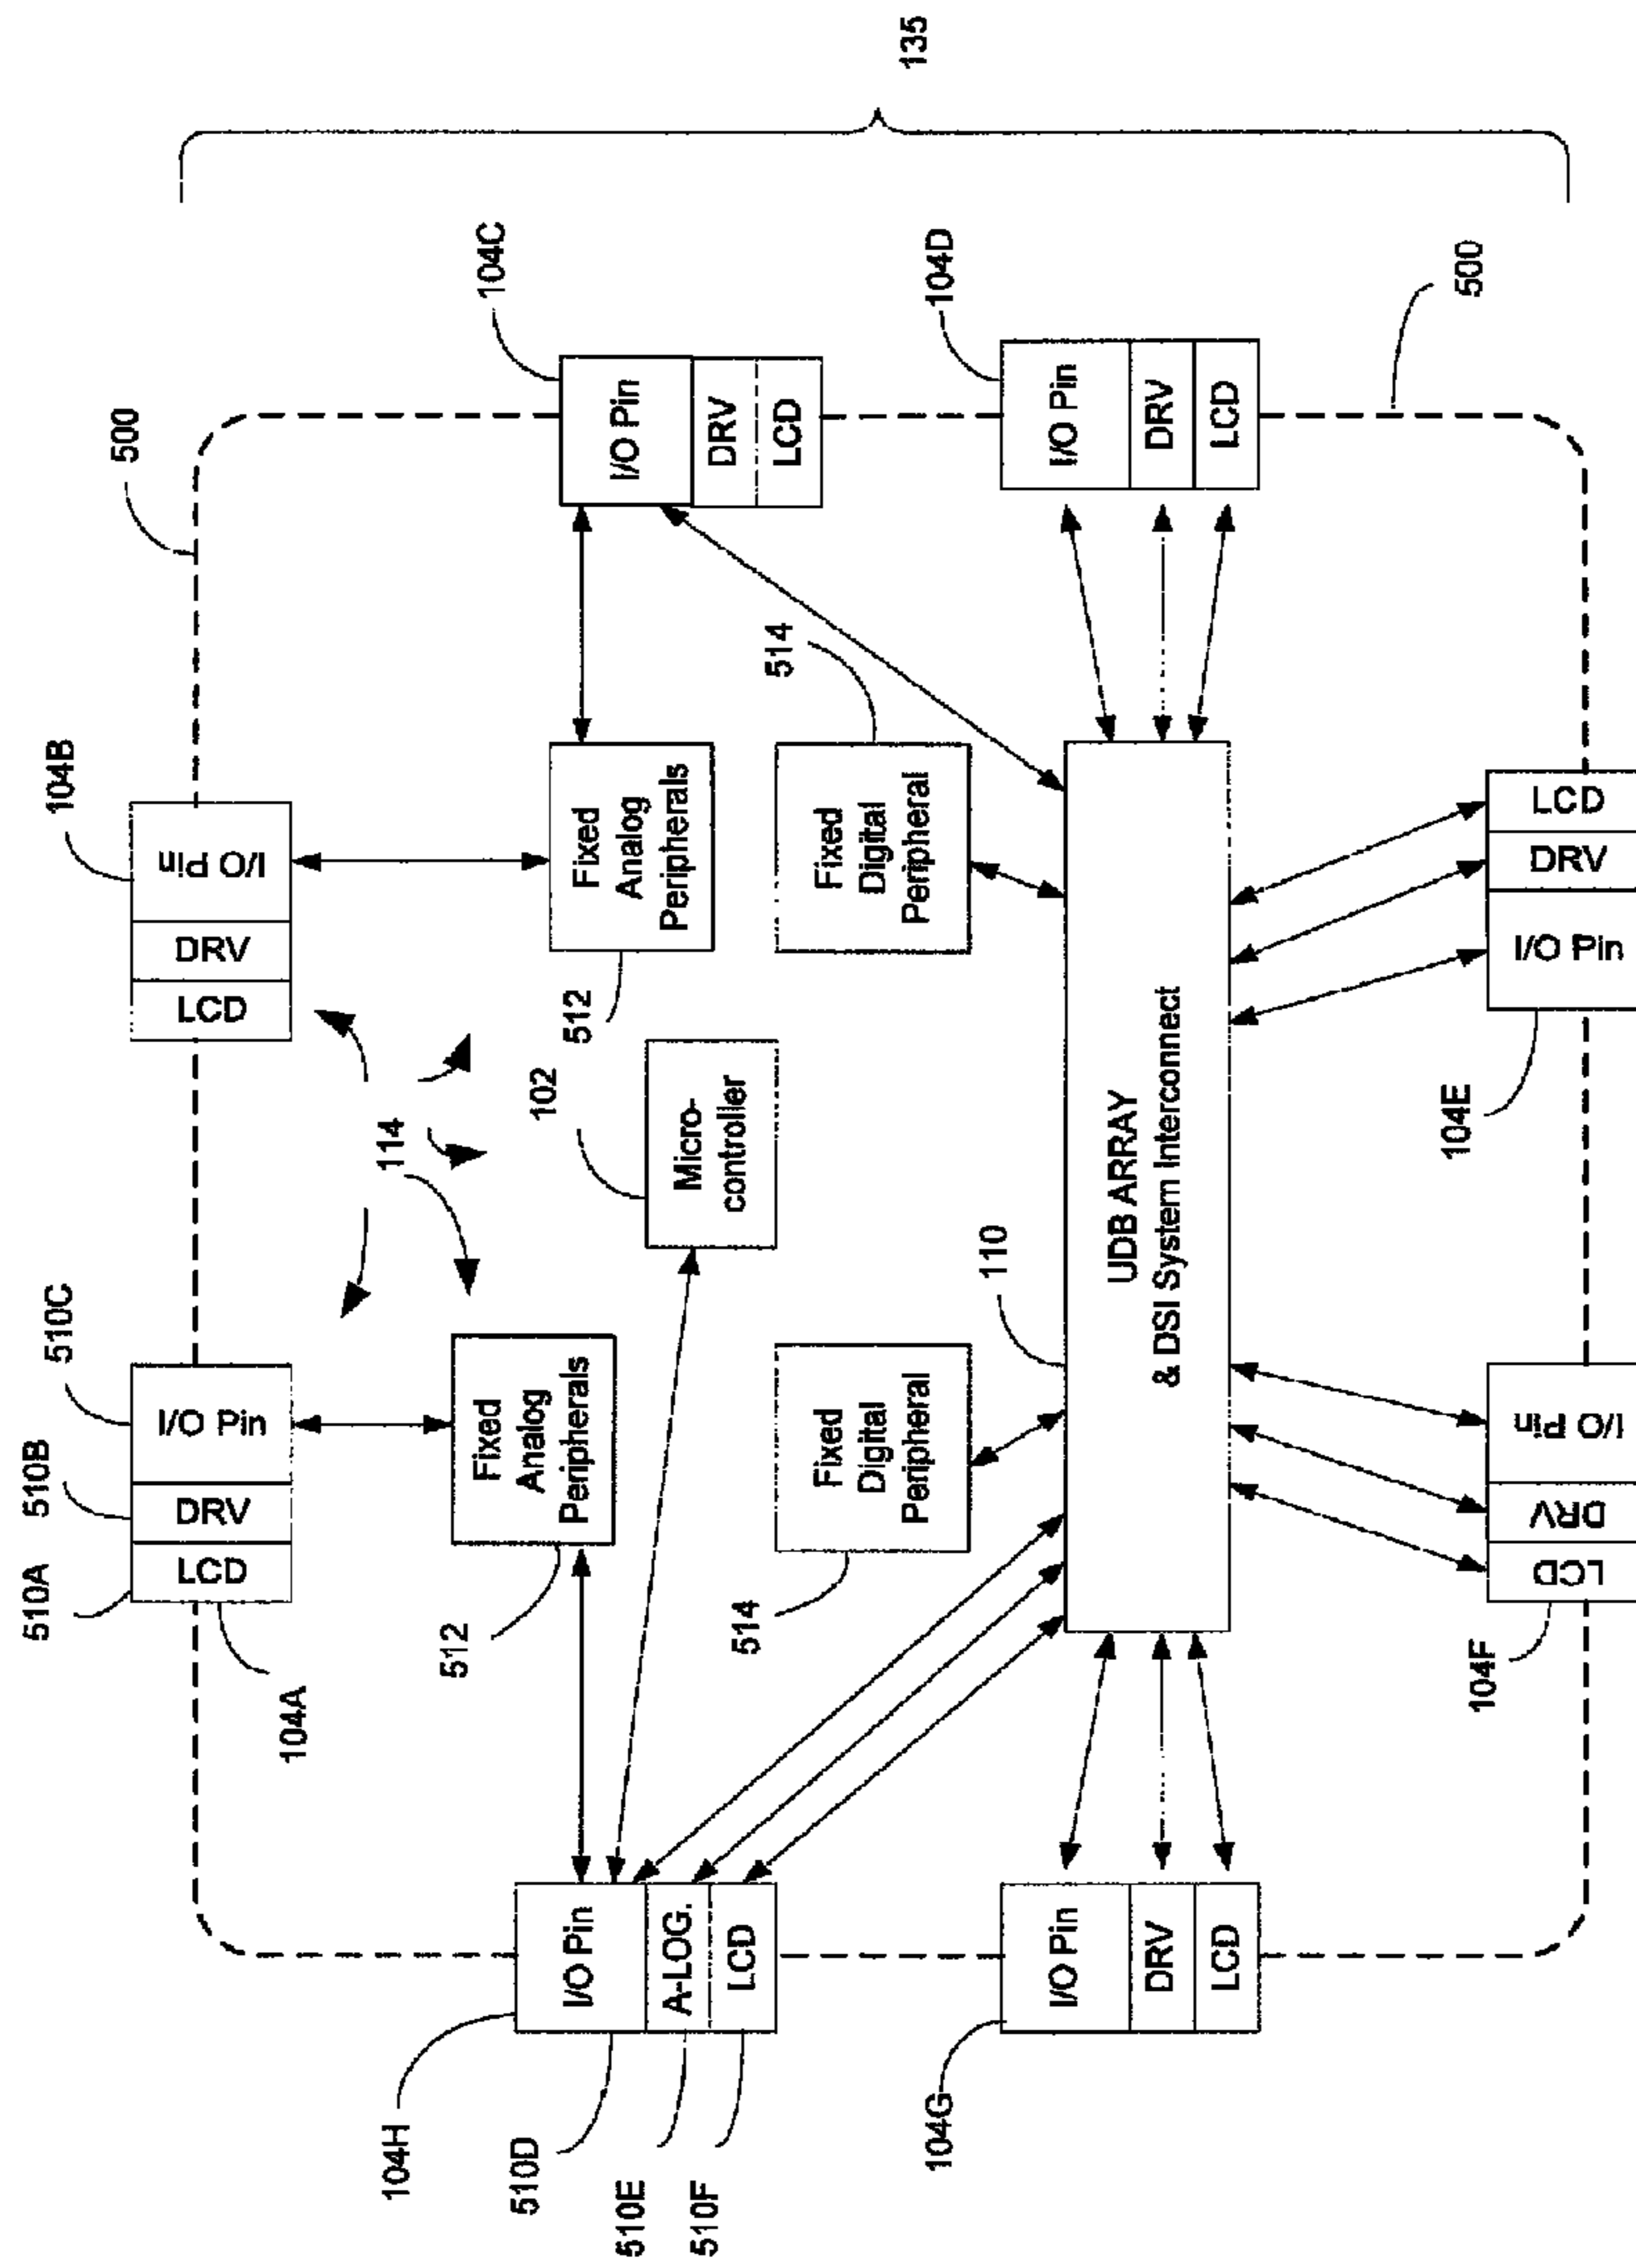 510A
510B
510C
104B
500
LCD
DRV
I/O Pin
LCD
DRV
I/O Pin
104A
114
104H
512
Fixed
Analog
Peripherals
104C
510D
102
512
Fixed
Analog
Peripherals
I/O Pin
A-LOG.
LCD
510E
510F
Micro-
controller
I/O Pin
DRV
LCD
514
514
Fixed
Digital
Peripheral
Fixed
Digital
Peripheral
135
104G
110
104D
I/O Pin
DRV
LCD
UDB ARRAY
& DSI System Interconnect
I/O Pin
DRV
LCD
104F
104E
500
LCD
DRV
I/O Pin
I/O Pin
DRV
LCD